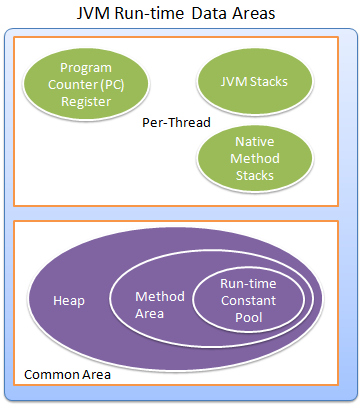 JVM Run-time Data Areas
Program
Counter (PC)
Register
JVM Stacks
Per-Thread
Native
Method
Stacks
Heap
Method
Area
Run-time
Constant
Pool
Common Area